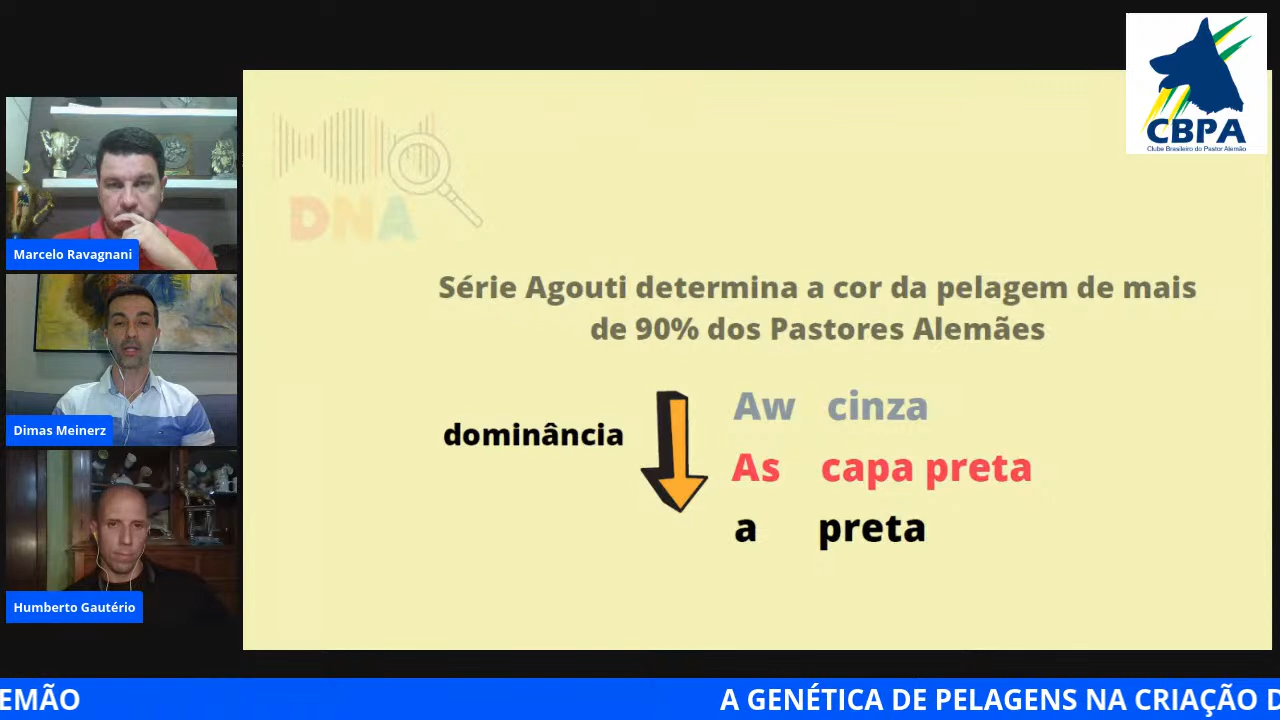 CBPA
Clube Brasileiro do Pastor Alemão
DNA
Série Agouti determina a cor da pelagem de mais
de 90% dos Pastores Alemães
dominância
Aw cinza
As capa preta
a preta
Marcelo Ravagnani
Dimas Meinerz
Humberto Gautério
EMÃO
A GENÉTICA DE PELAGENS NA CRIAÇÃO D